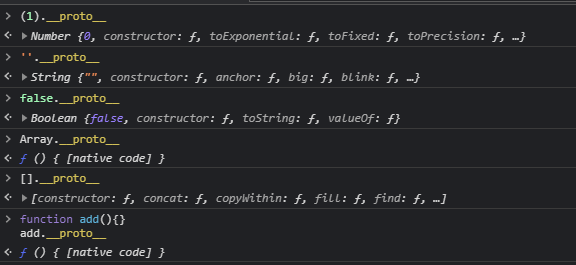 (1).__proto__
Number {0, constructor: ƒ, toExponential: ƒ, toFixed: ƒ, toPrecision: ƒ, …}
''.__proto__
String {"", constructor: ƒ, anchor: ƒ, big: ƒ, blink: ƒ, …}
false.__proto__
Boolean {false, constructor: ƒ, toString: ƒ, valueOf: ƒ}
Array.__proto__
ƒ () { [native code] }
[].__proto__
[constructor: ƒ, concat: ƒ, copyWithin: ƒ, fill: ƒ, find: ƒ, …]
function add(){}
add.__proto__
ƒ () { [native code] }